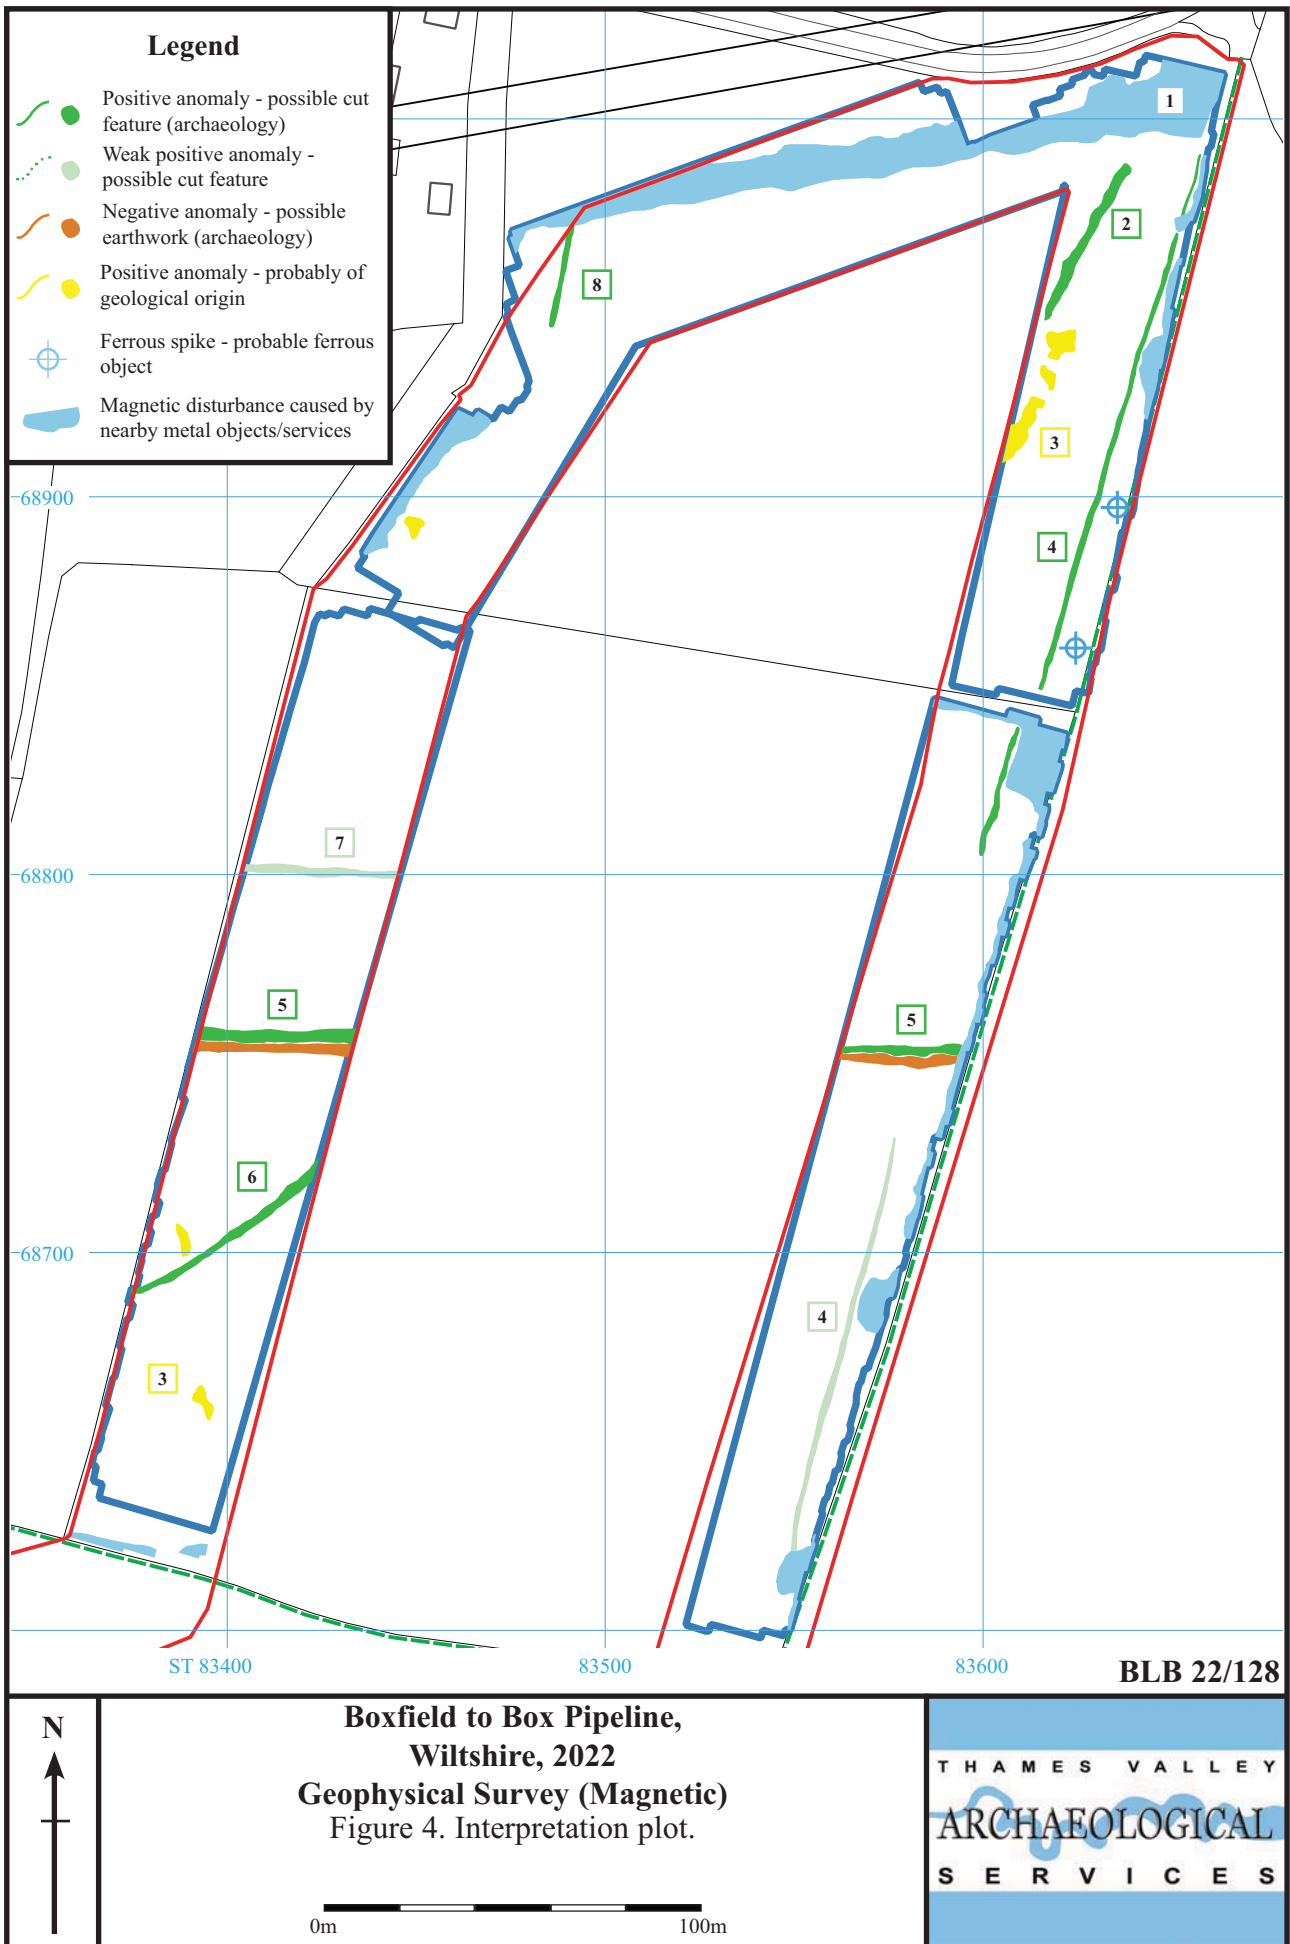 Legend
Positive anomaly - possible cut
feature (archaeology)
Weak positive anomaly -
possible cut feature
Negative anomaly - possible
earthwork (archaeology)
Positive anomaly - probably of
geological origin
Ferrous spike - probable ferrous
object
Magnetic disturbance caused by
nearby metal objects/services
1
2
8
3
68900
4
7
68800
5
5
6
68700
4
3
ST 83400
83500
83600
BLB 22/128
N
Boxfield to Box Pipeline,
Wiltshire, 2022
Geophysical Survey (Magnetic)
Figure 4. Interpretation plot.
0m
100m
THAMES VALLEY
ARCHAEOLOGICAL
SERVICES